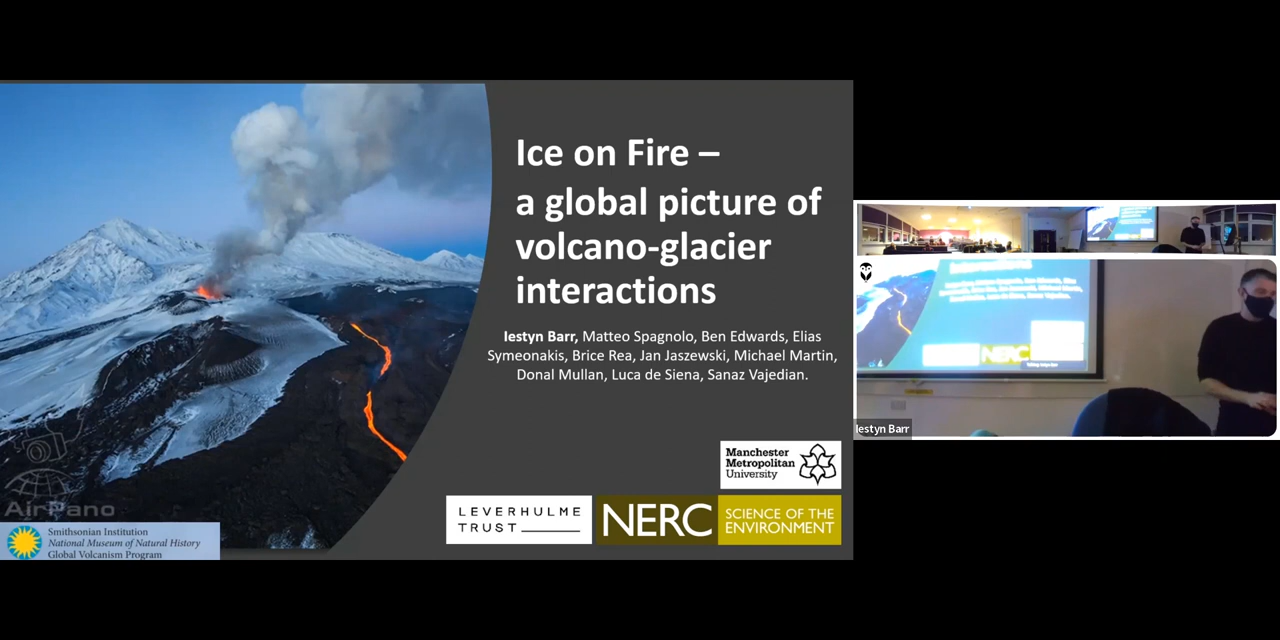 Ice on Fire –
a global picture of
volcano-glacier
interactions
Iestyn Barr, Matteo Spagnolo, Ben Edwards, Elias
Symeonakis, Brice Rea, Jan Jaszewski, Michael Martin,
Donal Mullan, Luca de Siena, Sanaz Vajedian.
Manchester
Metropolitan
University
LEVERHULME
TRUST
NERC
SCIENCE OF THE
ENVIRONMENT
AirPano
Smithsonian Institution
National Museum of Natural History
Global Volcanism Program
NERC
Iestyn Barr